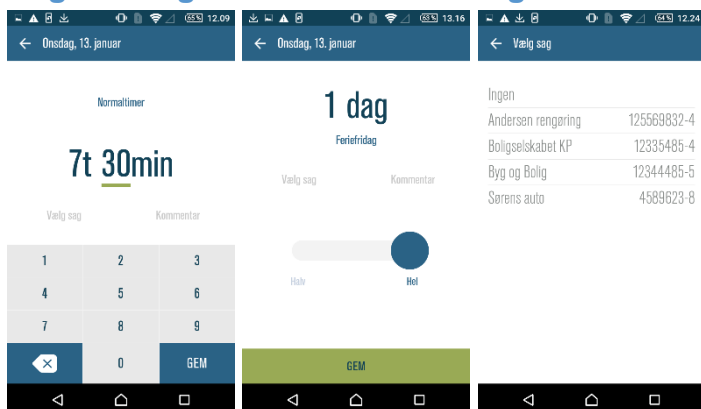 65% 12.09
Onsdag, 13. januar
Normaltimer
7t 30min
Vælg sag Kommentar
1 2 3
4 5 6
7 8 9
0 GEM
63% 13.16
Onsdag, 13. januar
1 dag
Feriefridag
Vælg sag Kommentar
Halv Hel
GEM
64% 12.24
Vælg sag
Ingen
Andersen rengøring 125569832-4
Boligselskabet KP 12335485-4
Byg og Bolig 12344485-5
Sørens auto 4589623-8